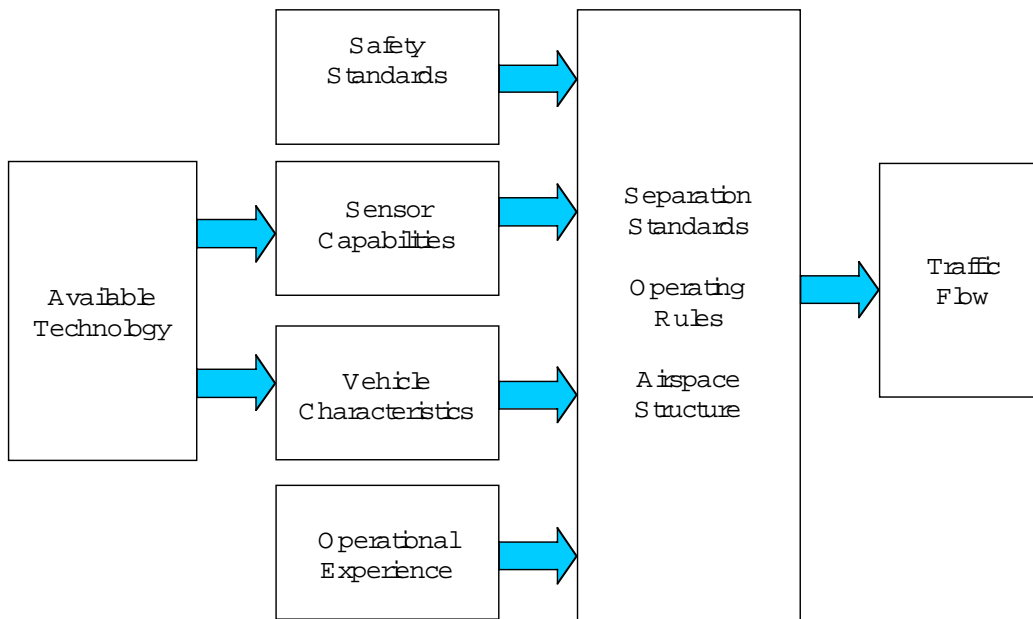 Available
Technology
Safety
Standards
Sensor
Capabilities
Vehicle
Characteristics
Operational
Experience
Separation
Standards
Operating
Rules
Airspace
Structure
Traffic
Flow